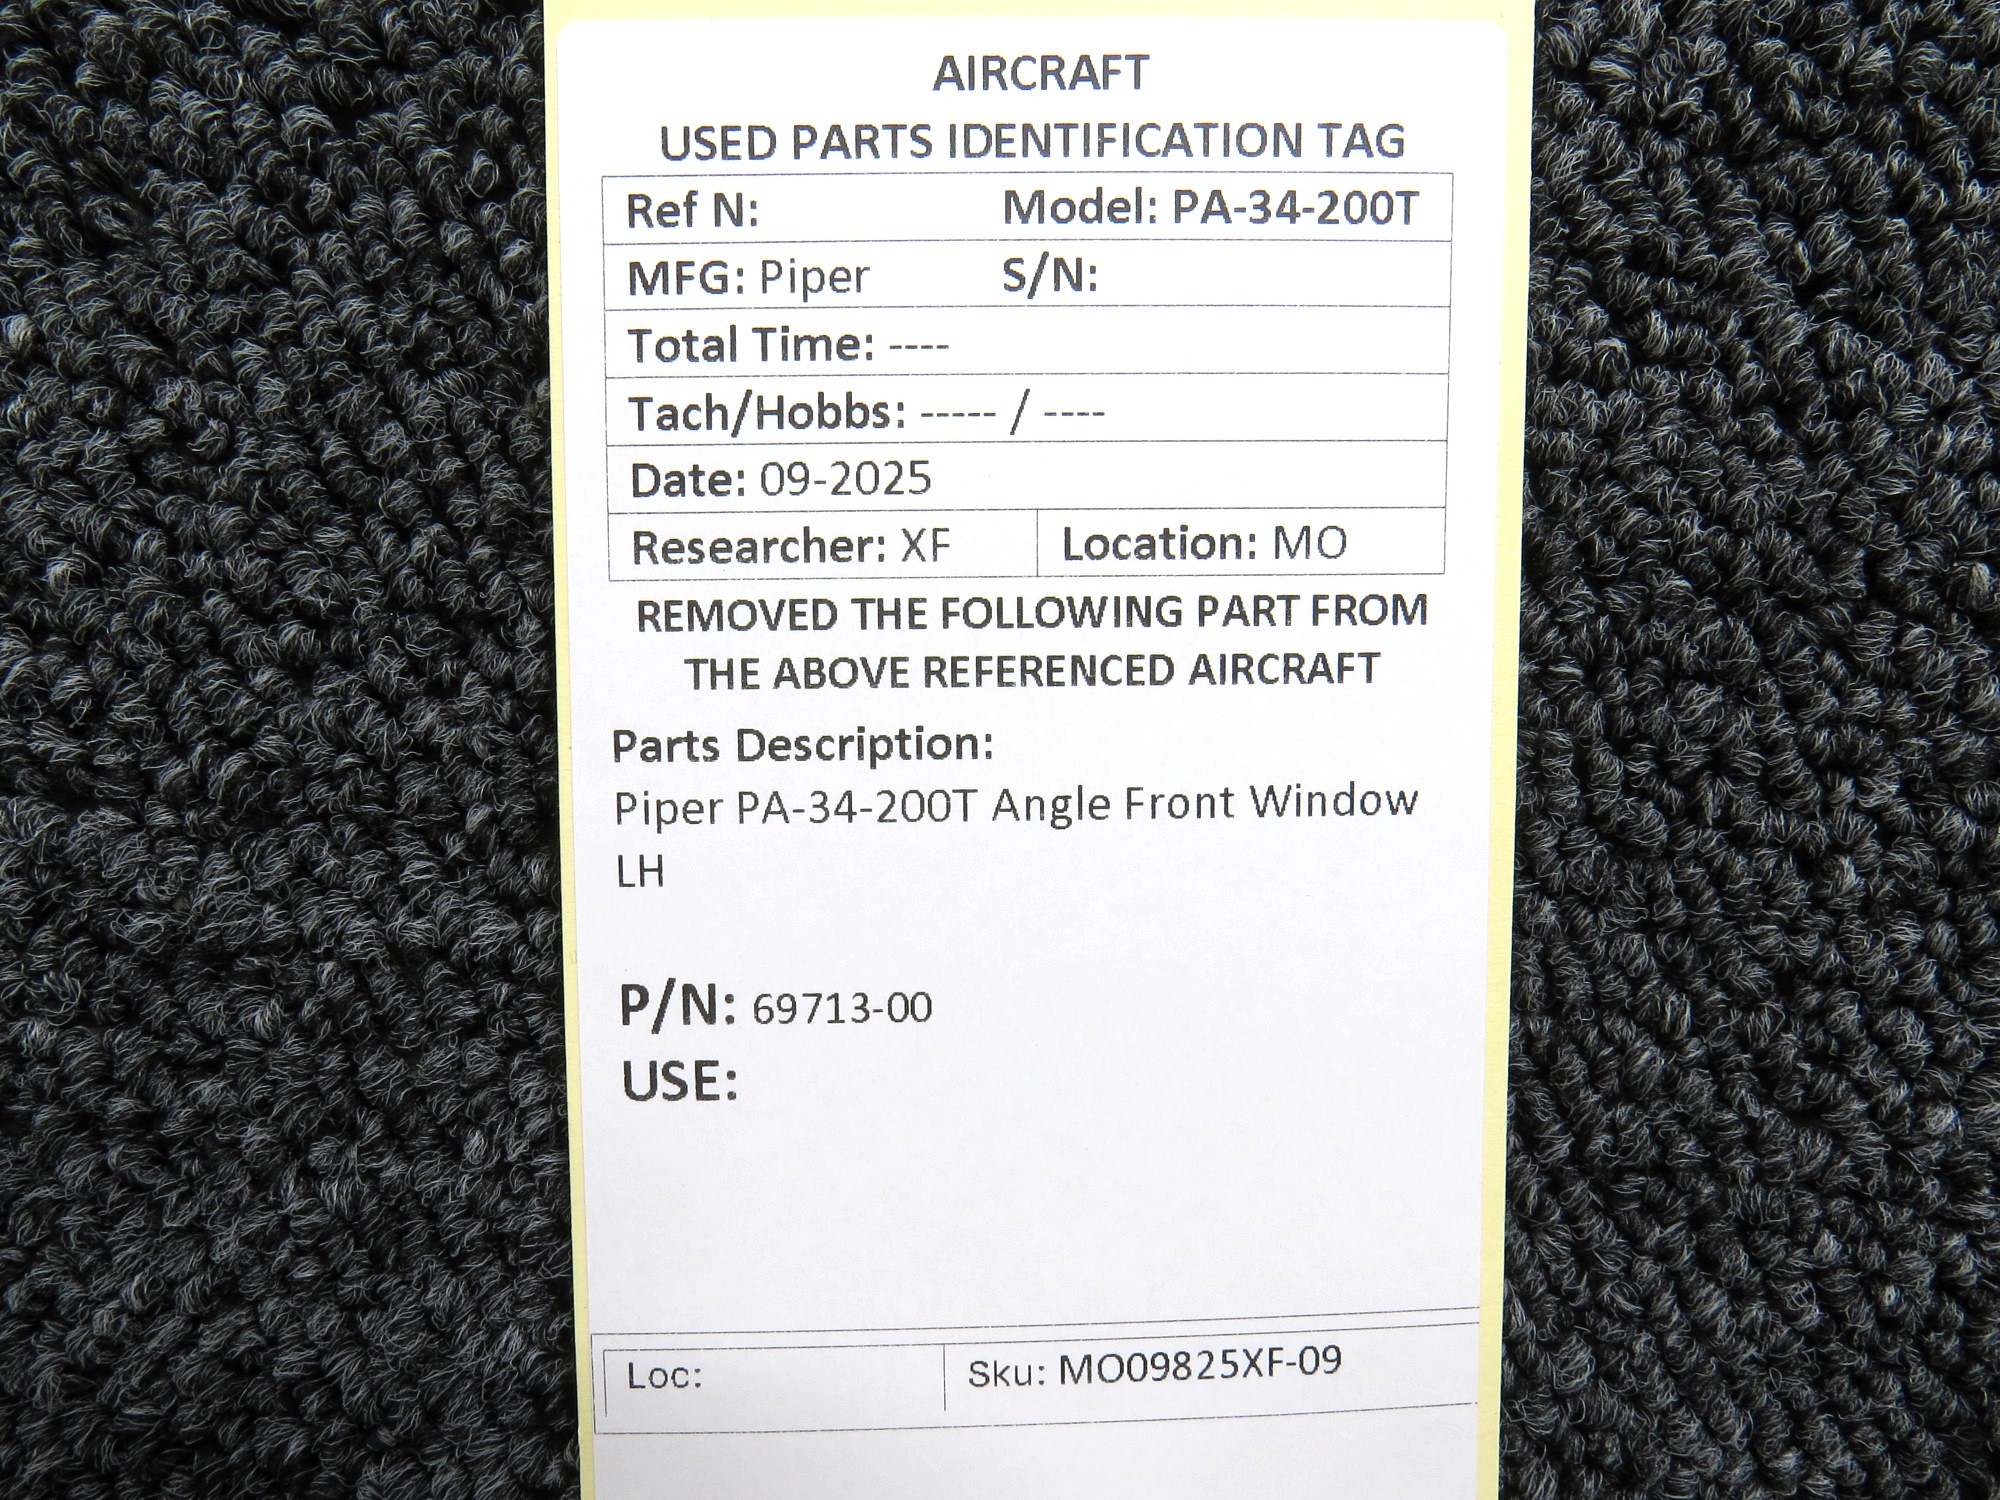 AIRCRAFT
USED PARTS IDENTIFICATION TAG
Ref N: Model: PA-34-200T
MFG: Piper S/N:
Total Time: ----
Tach/Hobbs: ----- / ----
Date: 09-2025
Researcher: XF Location: MO
REMOVED THE FOLLOWING PART FROM
THE ABOVE REFERENCED AIRCRAFT
Parts Description:
Piper PA-34-200T Angle Front Window
LH
P/N: 69713-00
USE:
Loc: Sku: MO09825XF-09